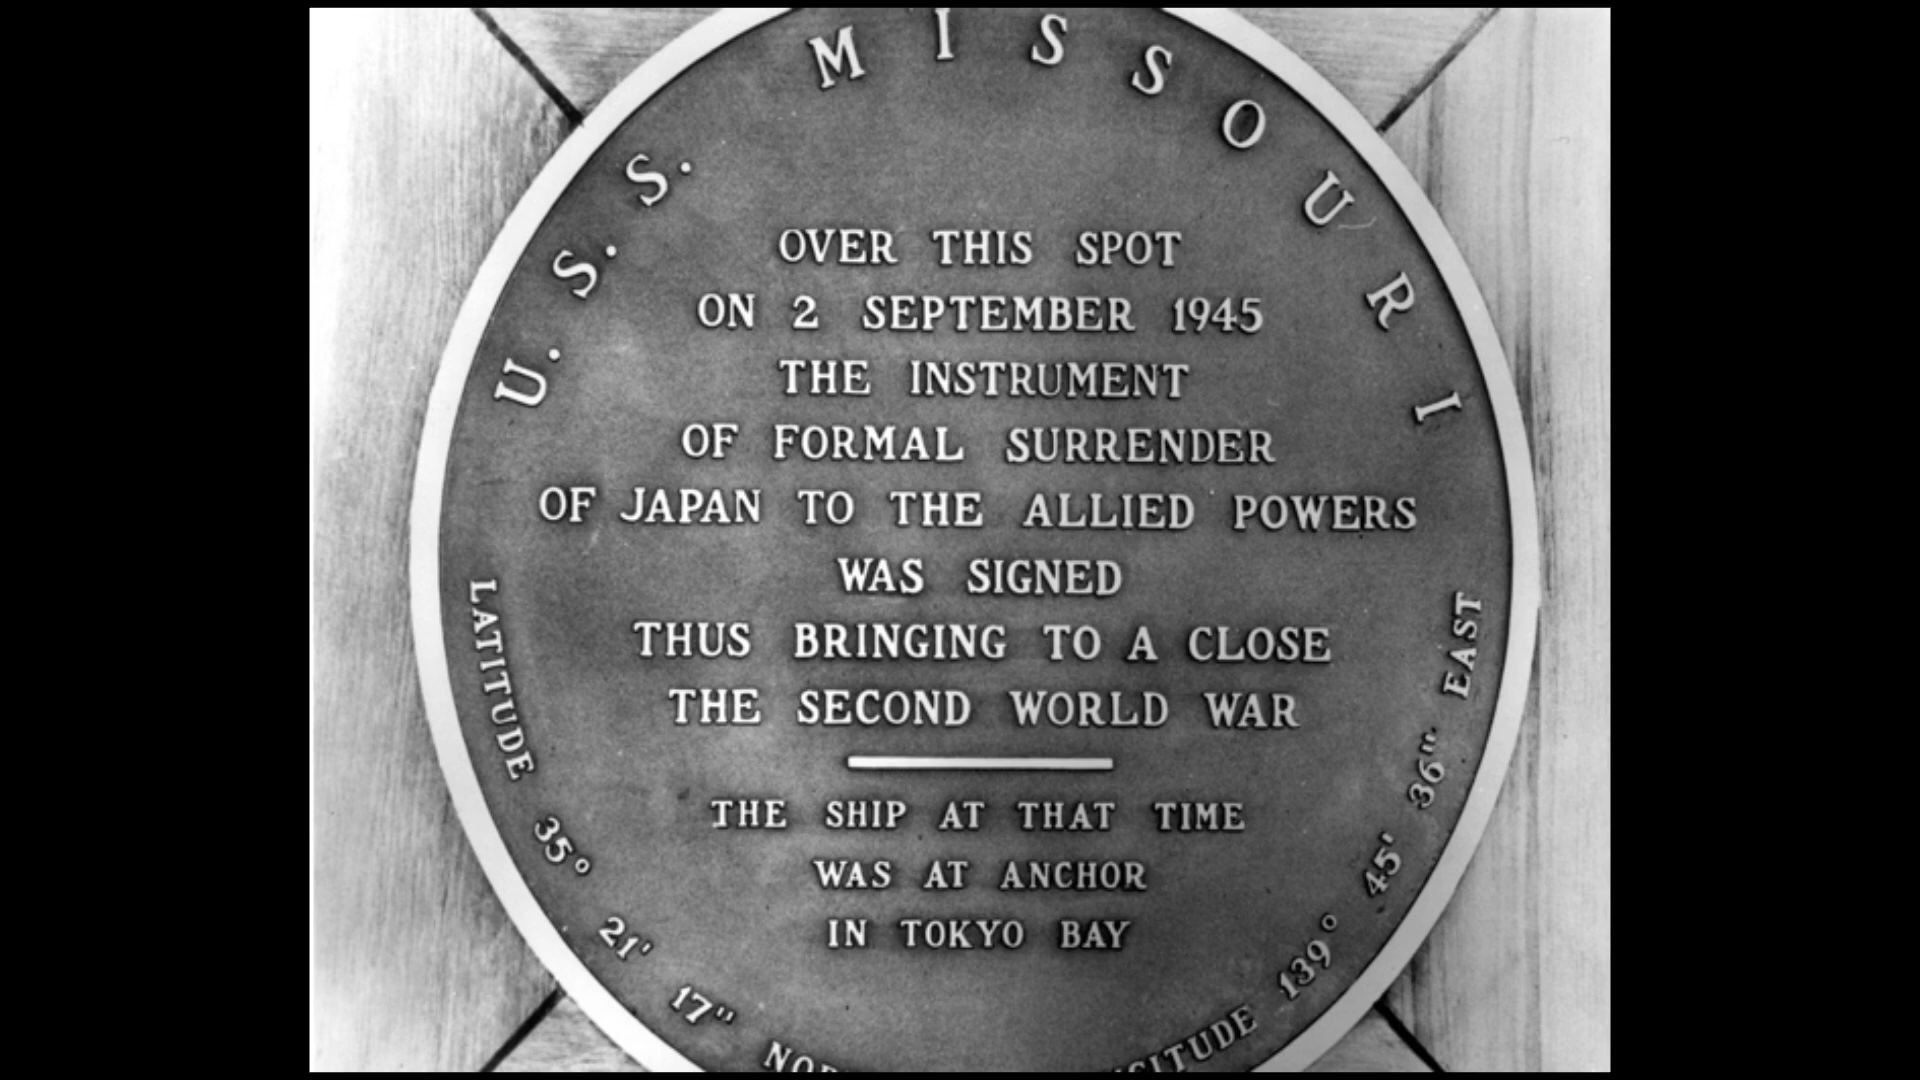 U.S.S. MISSOURI
OVER THIS SPOT
ON 2 SEPTEMBER 1945
THE INSTRUMENT
OF FORMAL SURRENDER
OF JAPAN TO THE ALLIED POWERS
WAS SIGNED
THUS BRINGING TO A CLOSE
THE SECOND WORLD WAR
THE SHIP AT THAT TIME
WAS AT ANCHOR
IN TOKYO BAY
LATITUDE 35° 21' 17"
139° 45' 36" EAST